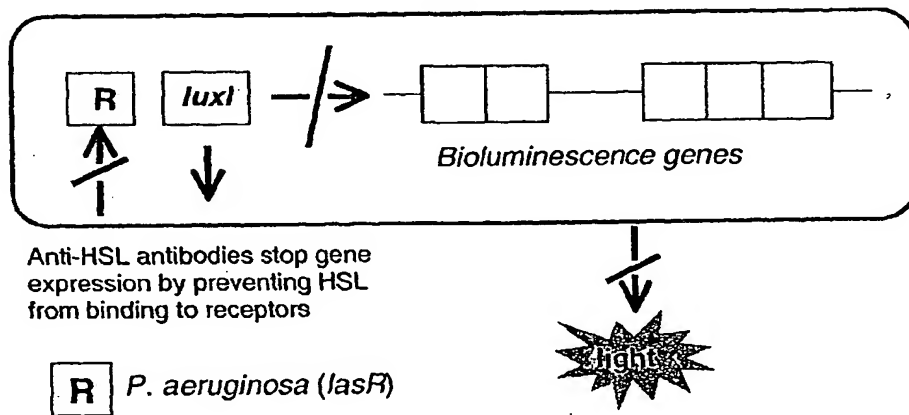 R luxI
Bioluminescence genes
Anti-HSL antibodies stop gene
expression by preventing HSL
from binding to receptors
light
R P. aeruginosa (lasR)